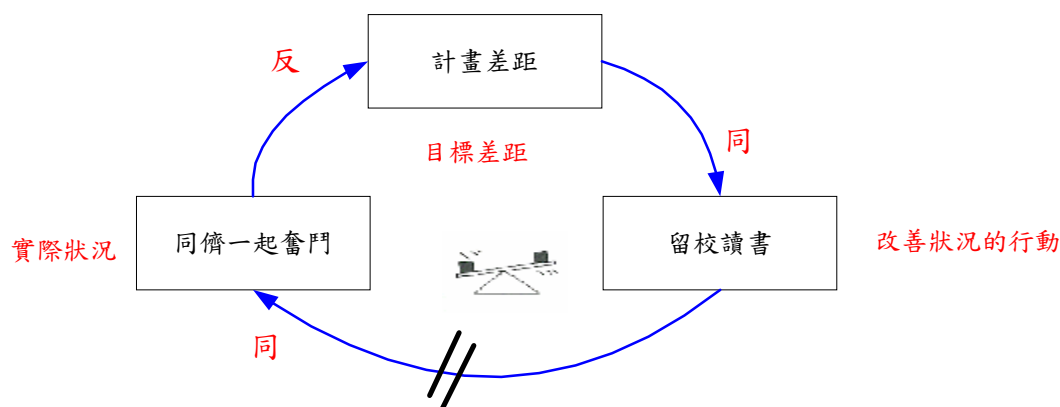 反
計畫差距
同
目標差距
實際狀況
同儕一起奮鬥
留校讀書
改善狀況的行動
同